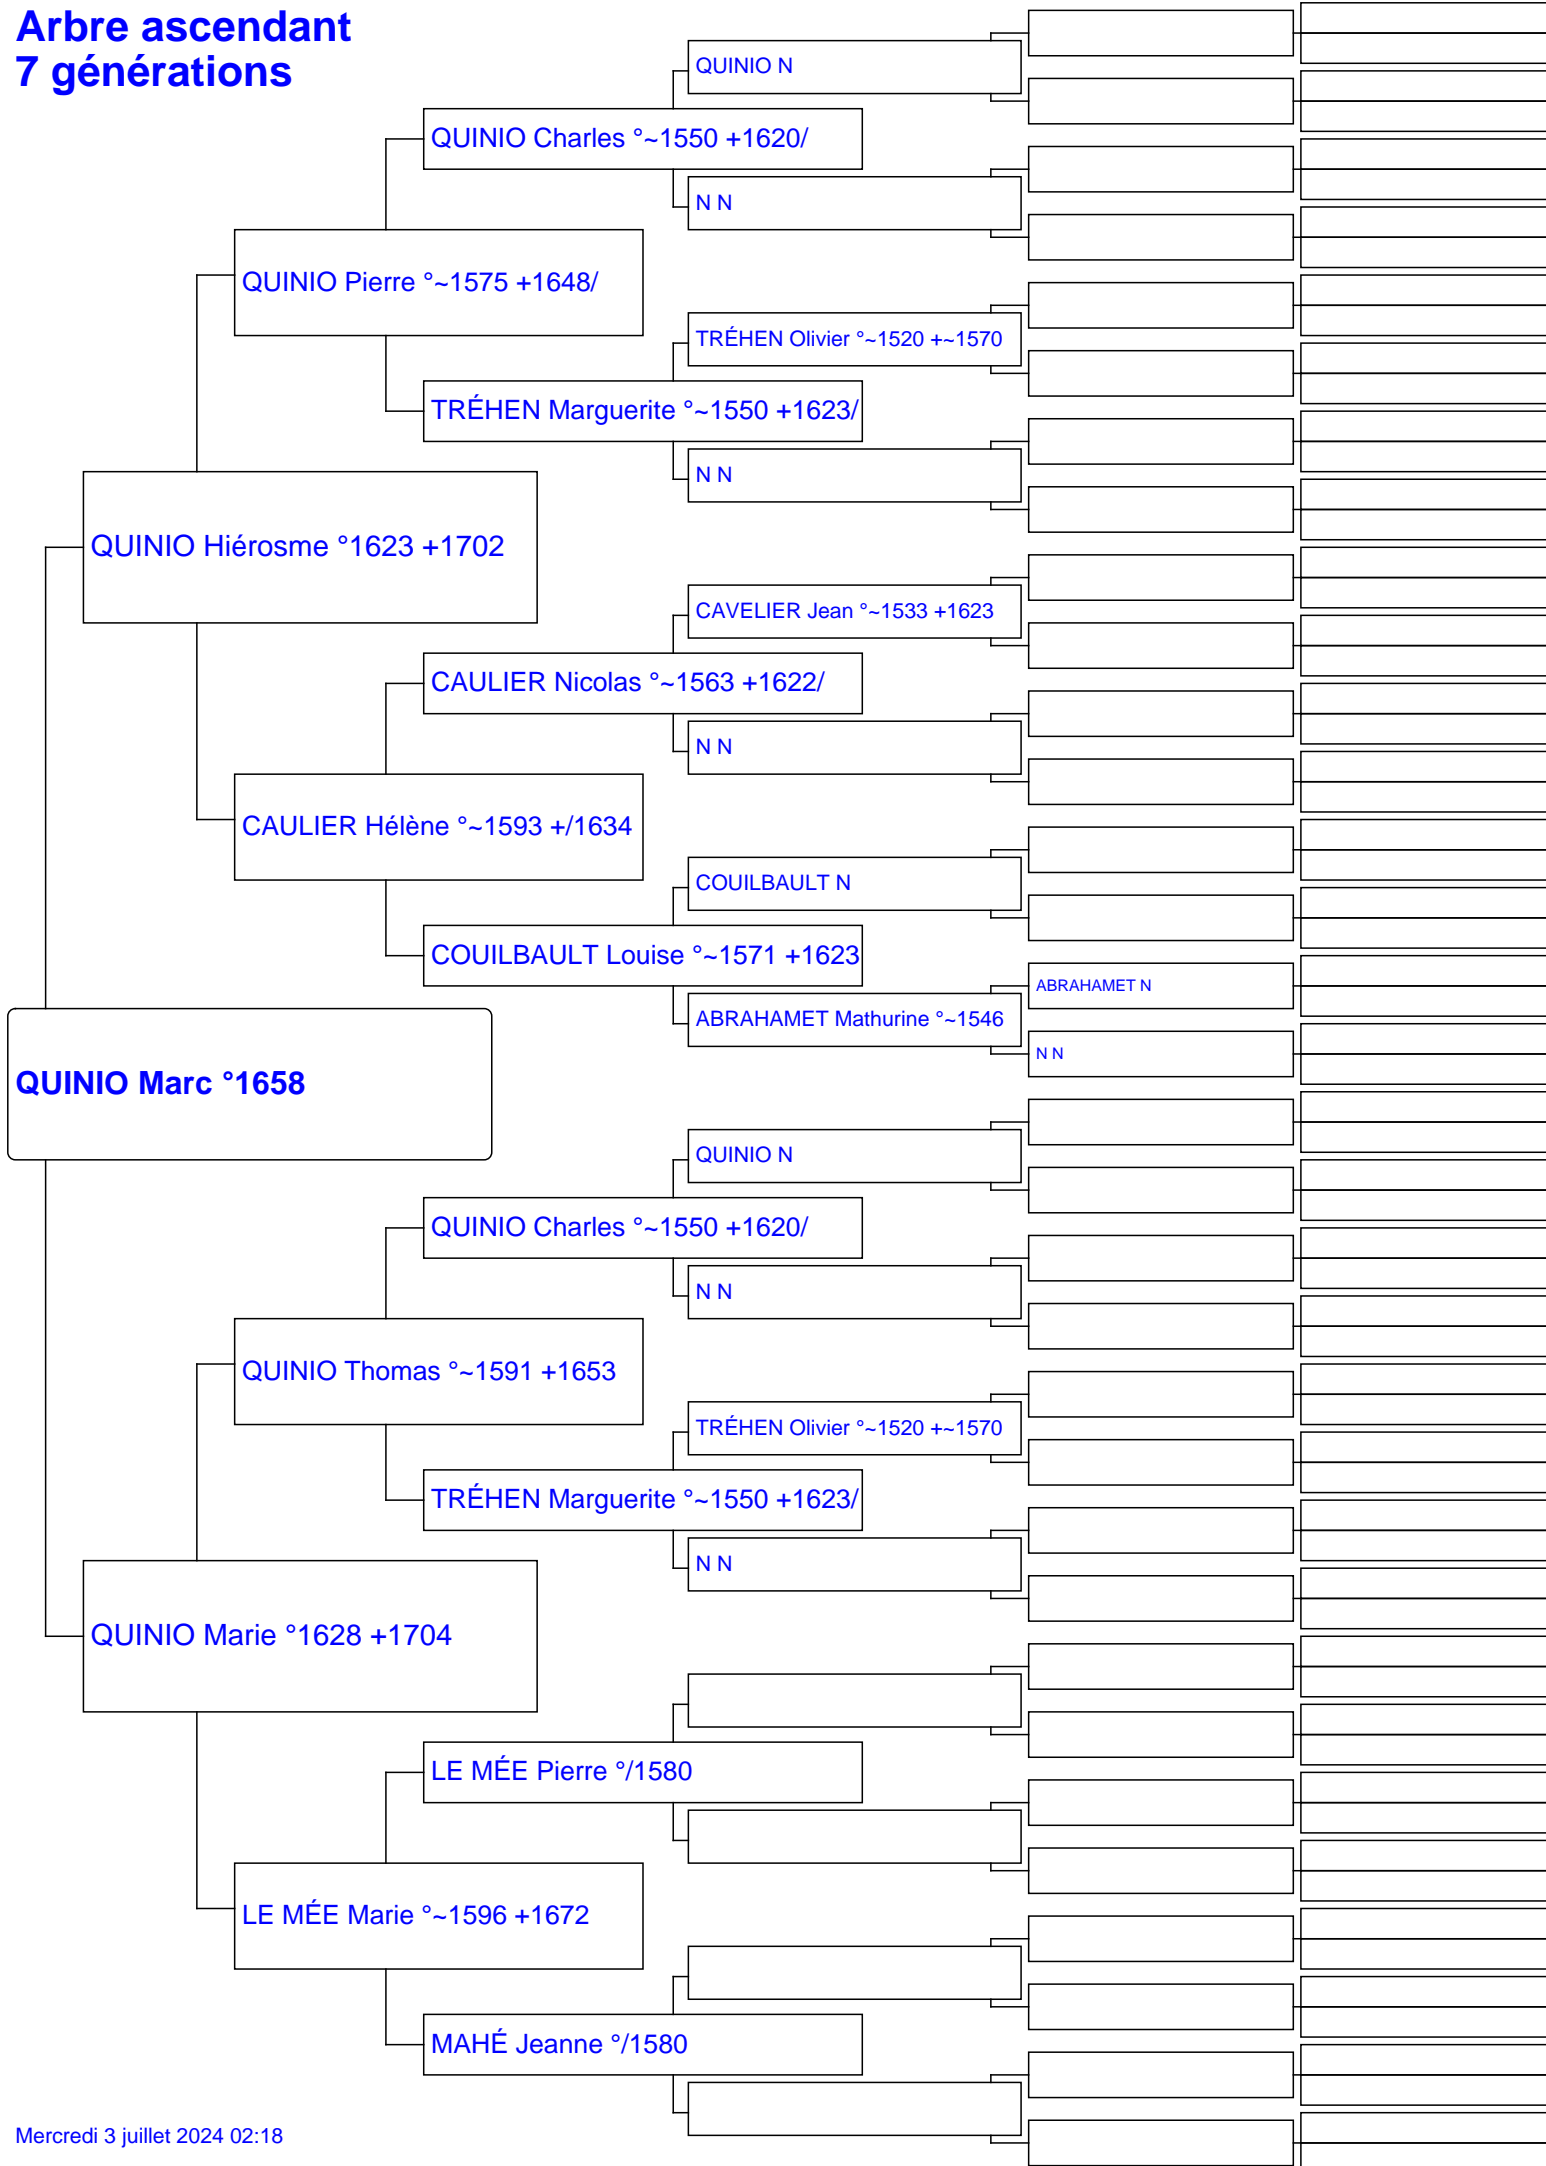 Arbre ascendant
7 générations
QUINIO N
QUINIO Charles °~1550 +1620/
N N
QUINIO Pierre °~1575 +1648/
TRÉHEN Olivier °~1520 +~1570
TRÉHEN Marguerite °~1550 +1623/
N N
QUINIO Hiérosme °1623 +1702
CAVELIER Jean °~1533 +1623
CAULIER Nicolas °~1563 +1622/
N N
CAULIER Hélène °~1593 +/1634
COUILBAULT N
COUILBAULT Louise °~1571 +1623
ABRAHAMET N
ABRAHAMET Mathurine °~1546
N N
QUINIO Marc °1658
QUINIO N
QUINIO Charles °~1550 +1620/
N N
QUINIO Thomas °~1591 +1653
TRÉHEN Olivier °~1520 +~1570
TRÉHEN Marguerite °~1550 +1623/
N N
QUINIO Marie °1628 +1704
LE MÉE Pierre °/1580
LE MÉE Marie °~1596 +1672
MAHÉ Jeanne °/1580
Mercredi 3 juillet 2024 02:18